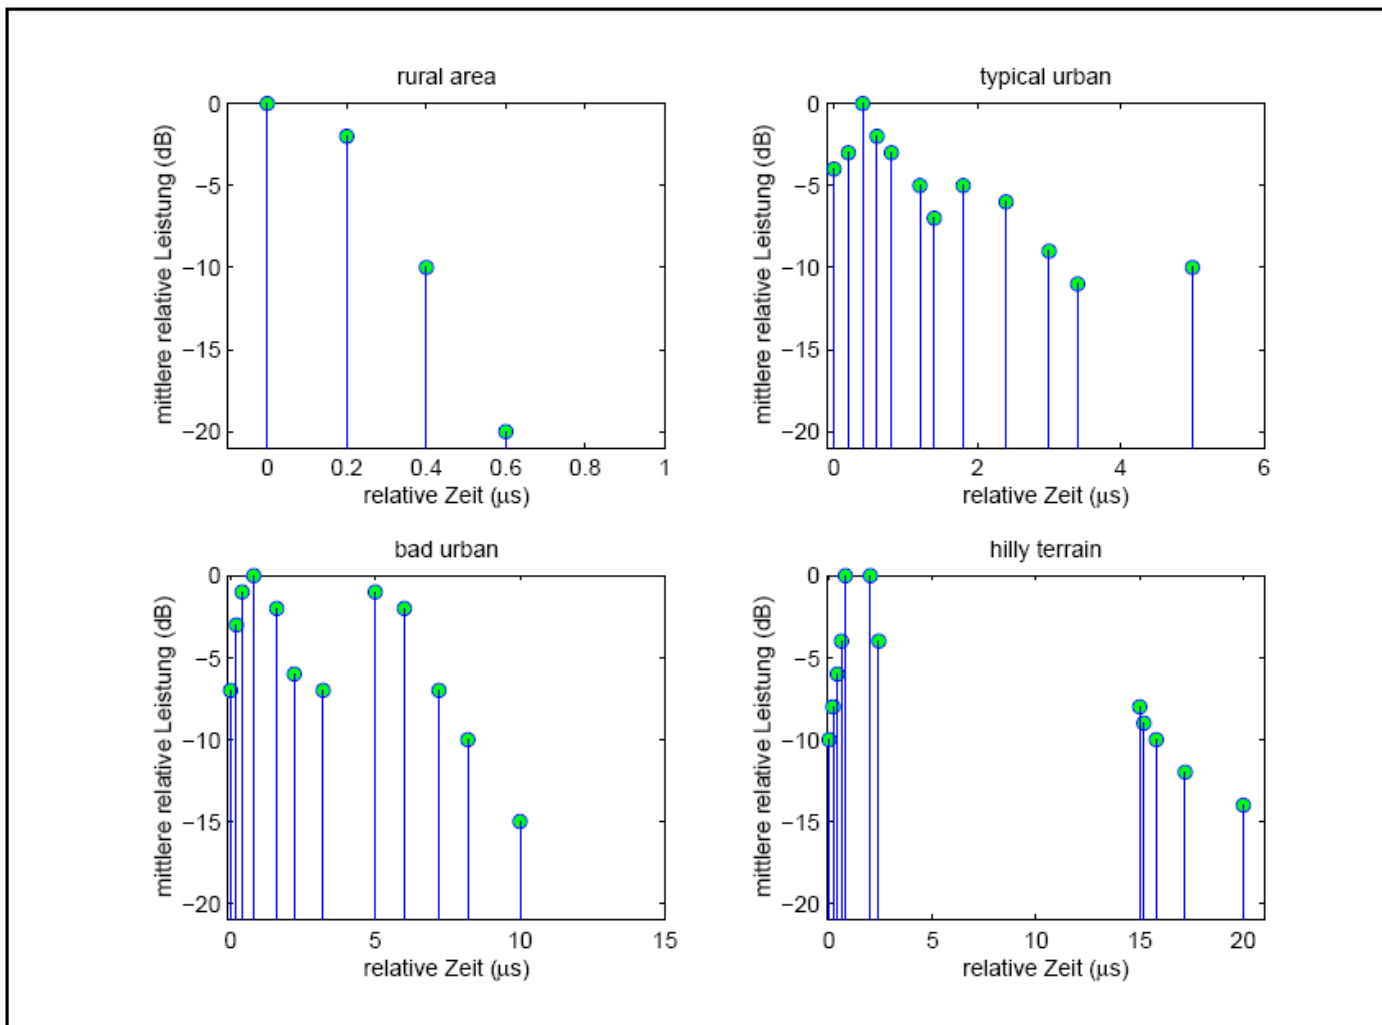 rural area
0
−5
−10
−15
−20
mittlere relative Leistung (dB)
0 0.2 0.4 0.6 0.8 1
relative Zeit (μs)
typical urban
0
−5
−10
−15
−20
mittlere relative Leistung (dB)
0 2 4 6
relative Zeit (μs)
bad urban
0
−5
−10
−15
−20
mittlere relative Leistung (dB)
0 5 10 15
relative Zeit (μs)
hilly terrain
0
−5
−10
−15
−20
mittlere relative Leistung (dB)
0 5 10 15 20
relative Zeit (μs)